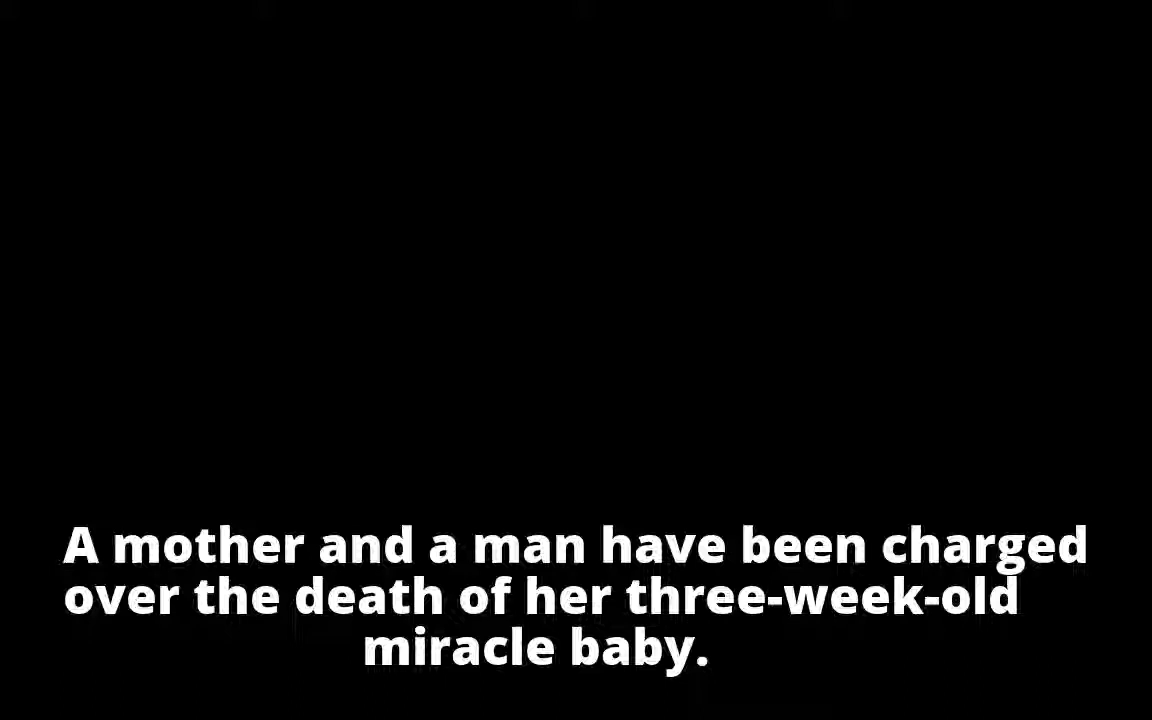 A mother and a man have been charged
over the death of her three-week-old
miracle baby.